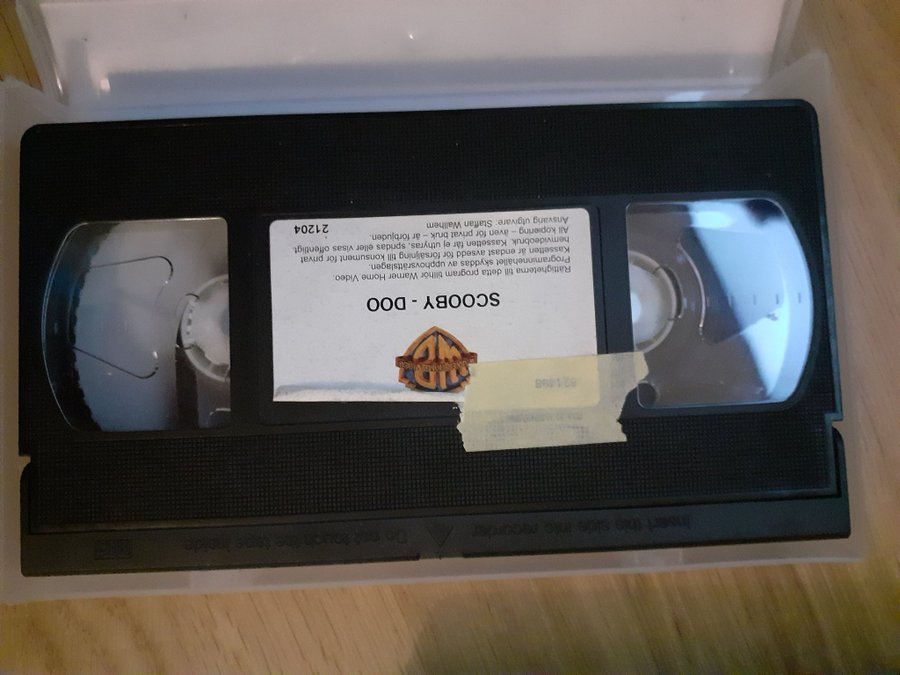 Insert this side into recorder
Do not touch the tape inside
VHS
821498
SCOOBY - DOO
Rättigheterna till detta program tillhör Warner Home Video.
Programinnehållet skyddas av upphovsrättslagen.
Kassetten är endast avsedd för försäljning till konsument för privat
hemvideobruk. Kassetten får ej uthyras, spridas eller visas offentligt.
All kopiering – även för privat bruk – är förbjuden.
Ansvarig utgivare: Staffan Wallhem
21204